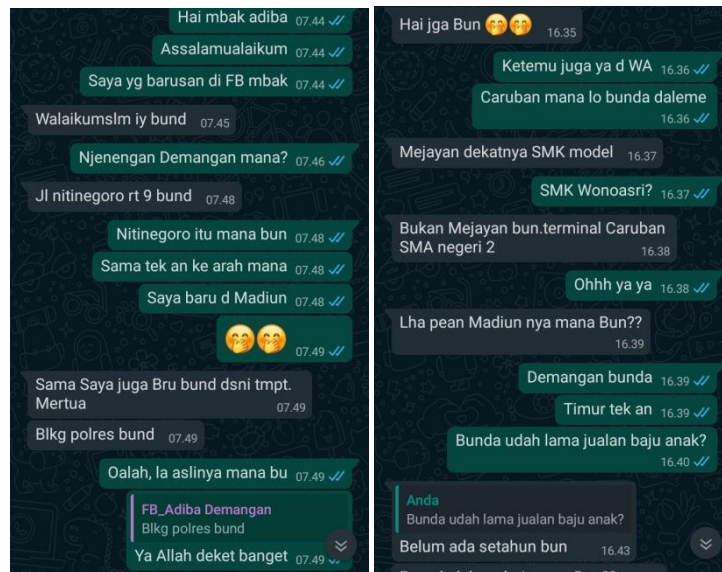 Hai mbak adiba 07.44
Assalamualaikum 07.44
Saya yg barusan di FB mbak 07.44
Walaikumslm iy bund 07.45
Njenengan Demangan mana? 07.46
Jl nitinegoro rt 9 bund 07.48
Nitinegoro itu mana bun 07.48
Sama tek an ke arah mana 07.48
Saya baru d Madiun 07.48
🤭🤭 07.49
Sama Saya juga Bru bund dsni tmpt.
Mertua 07.49
Blkg polres bund 07.49
Oalah, la aslinya mana bu 07.49
FB_Adiba Demangan
Blkg polres bund
Ya Allah deket banget 07.49
Hai jga Bun 🤭🤭 16.35
Ketemu juga ya d WA 16.36
Caruban mana lo bunda daleme
16.36
Mejayan dekatnya SMK model 16.37
SMK Wonoasri? 16.37
Bukan Mejayan bun.terminal Caruban
SMA negeri 2 16.38
Ohhh ya ya 16.38
Lha pean Madiun nya mana Bun??
16.39
Demangan bunda 16.39
Timur tek an 16.39
Bunda udah lama jualan baju anak?
16.40
Anda
Bunda udah lama jualan baju anak?
Belum ada setahun bun 16.43